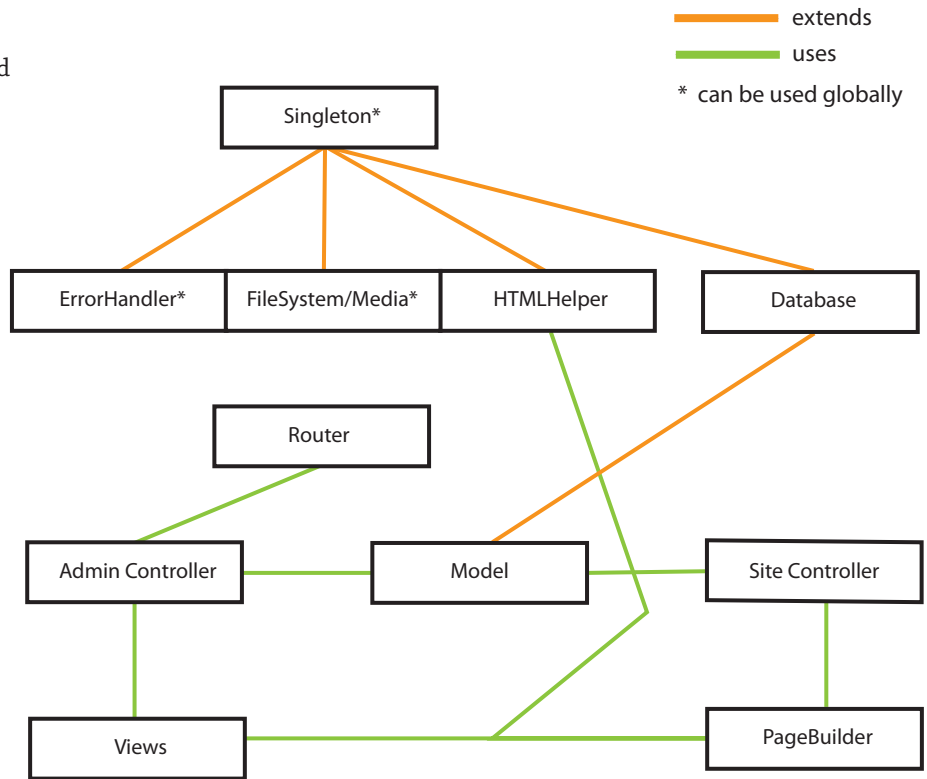 extends
uses
d
* can be used globally
Singleton*
ErrorHandler*
FileSystem/Media*
HTMLHelper
Database
Router
Admin Controller
Model
Site Controller
Views
PageBuilder